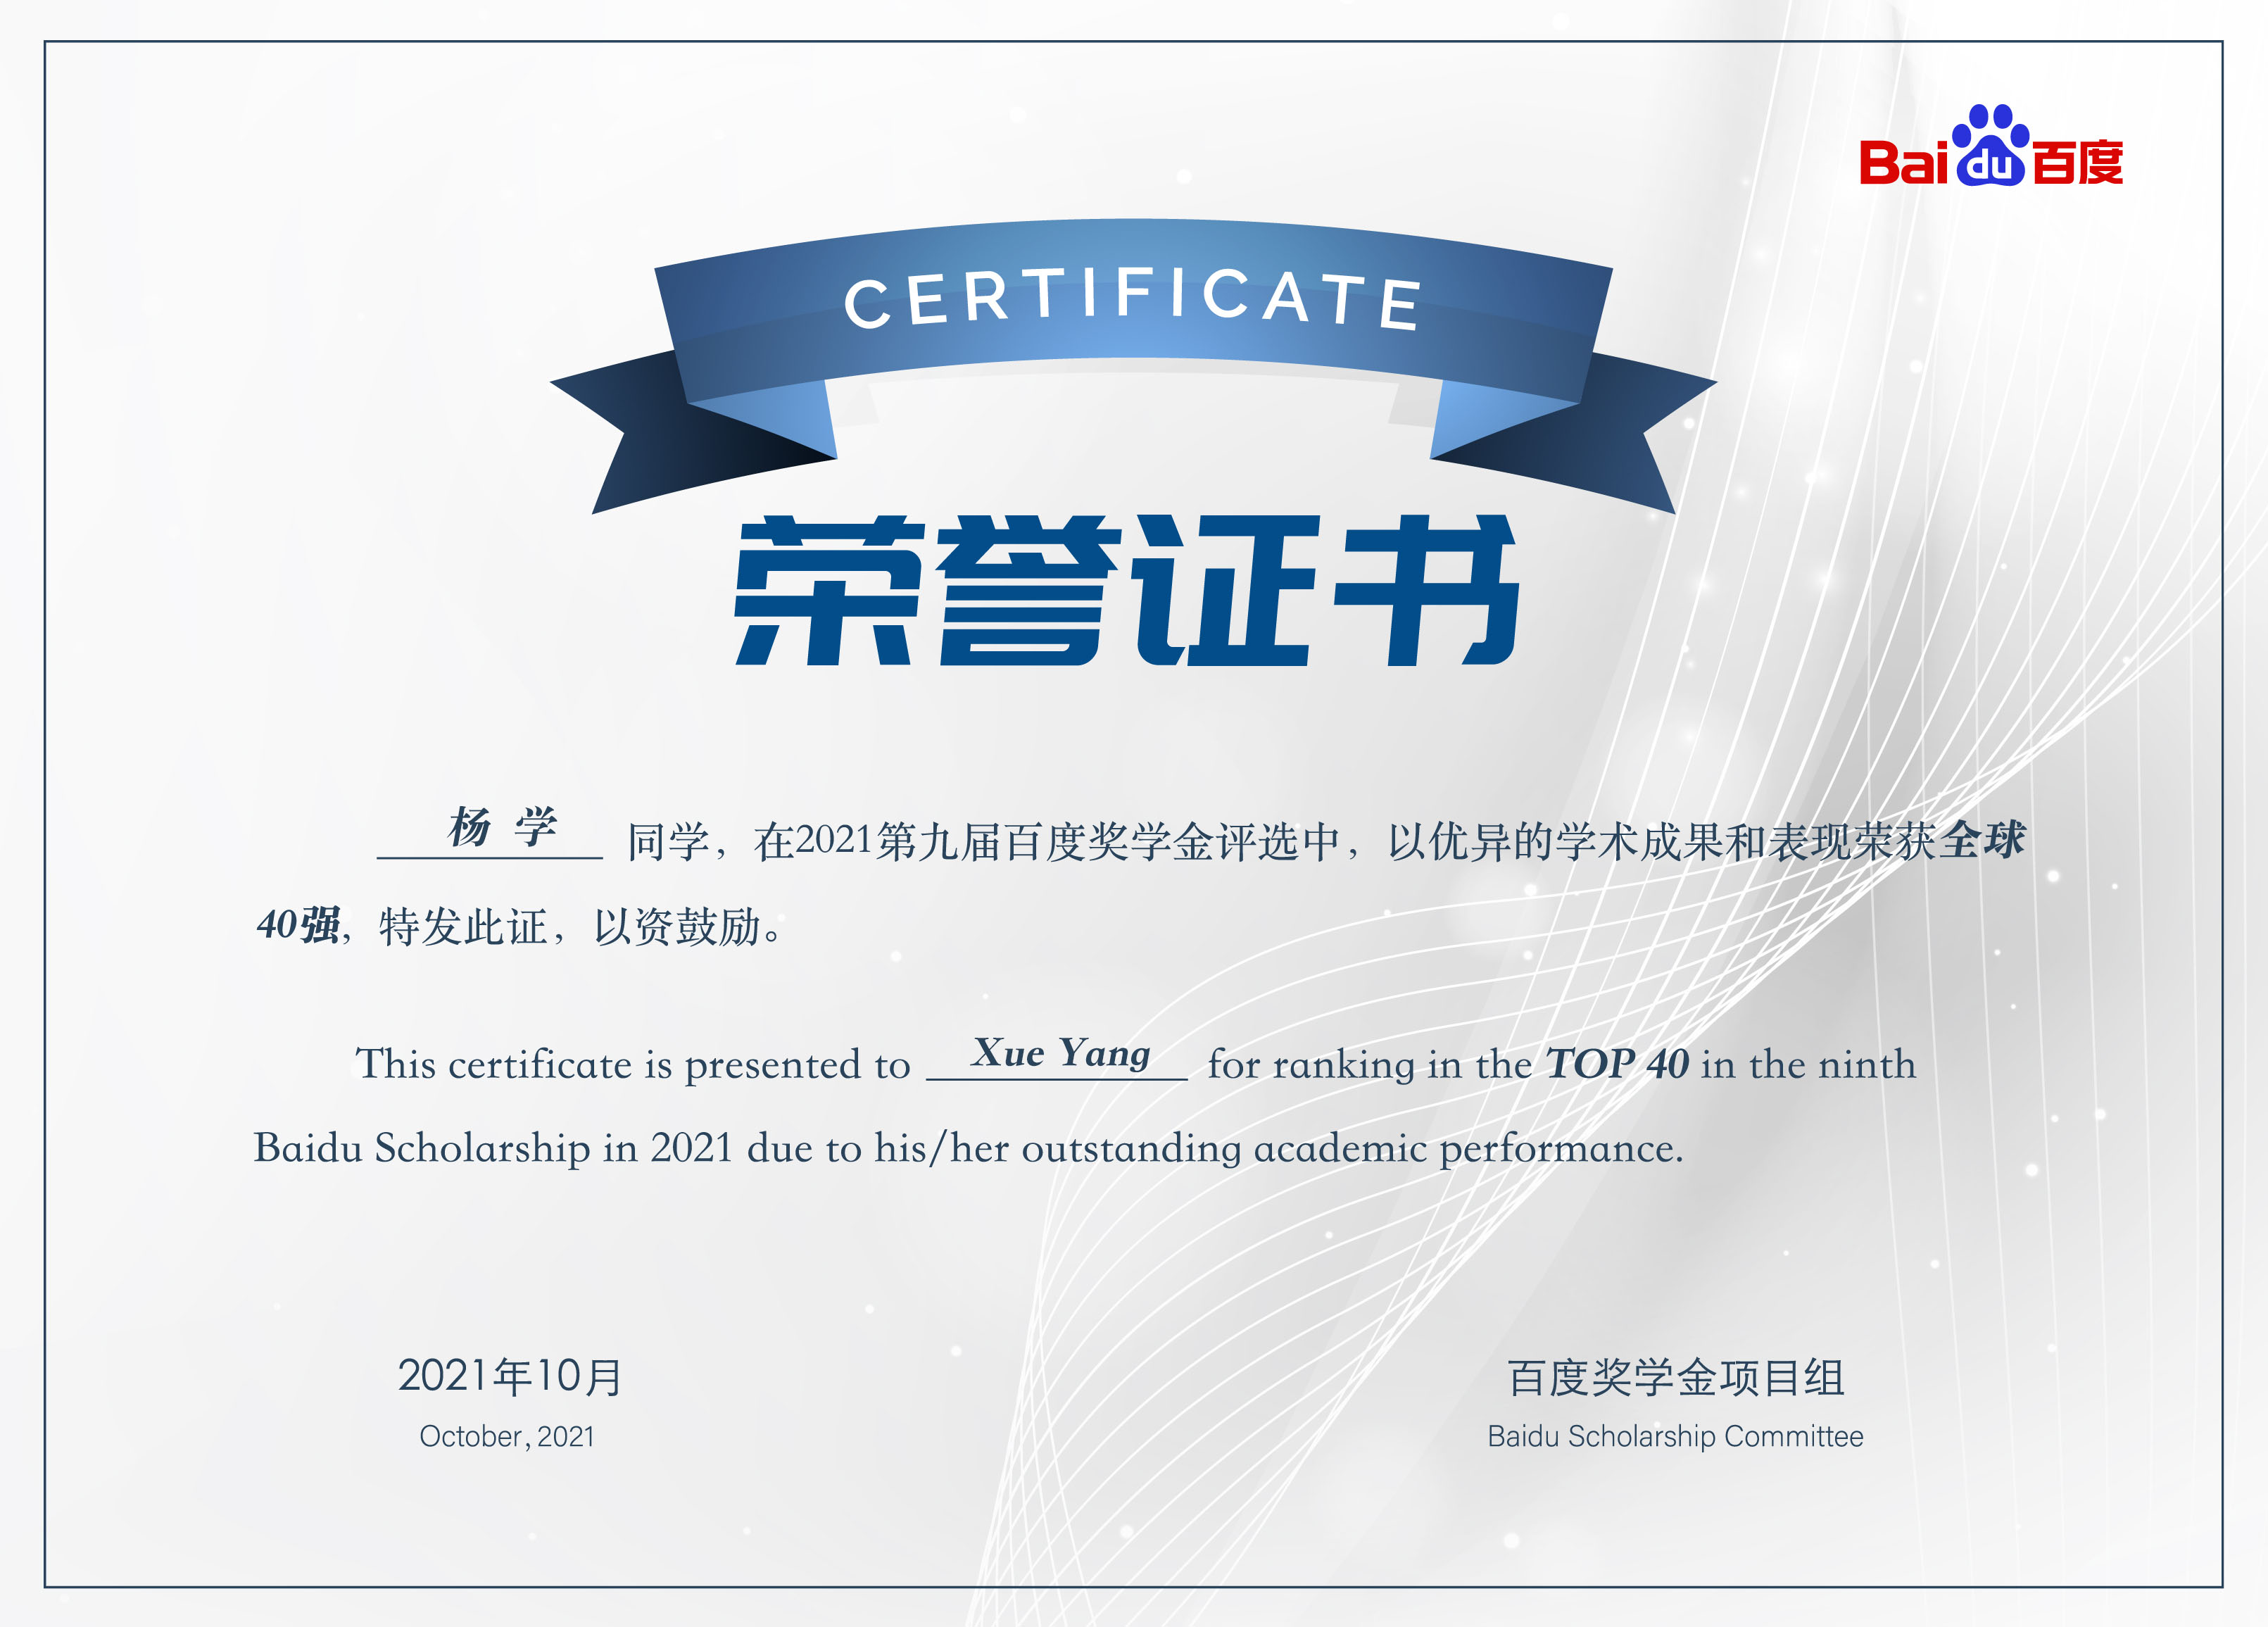 Baidu百度
CERTIFICATE
荣誉证书
杨 学 同学，在2021第九届百度奖学金评选中，以优异的学术成果和表现荣获全球
40强，特发此证，以资鼓励。
This certificate is presented to Xue Yang for ranking in the TOP 40 in the ninth
Baidu Scholarship in 2021 due to his/her outstanding academic performance.
2021年10月
October, 2021
百度奖学金项目组
Baidu Scholarship Committee